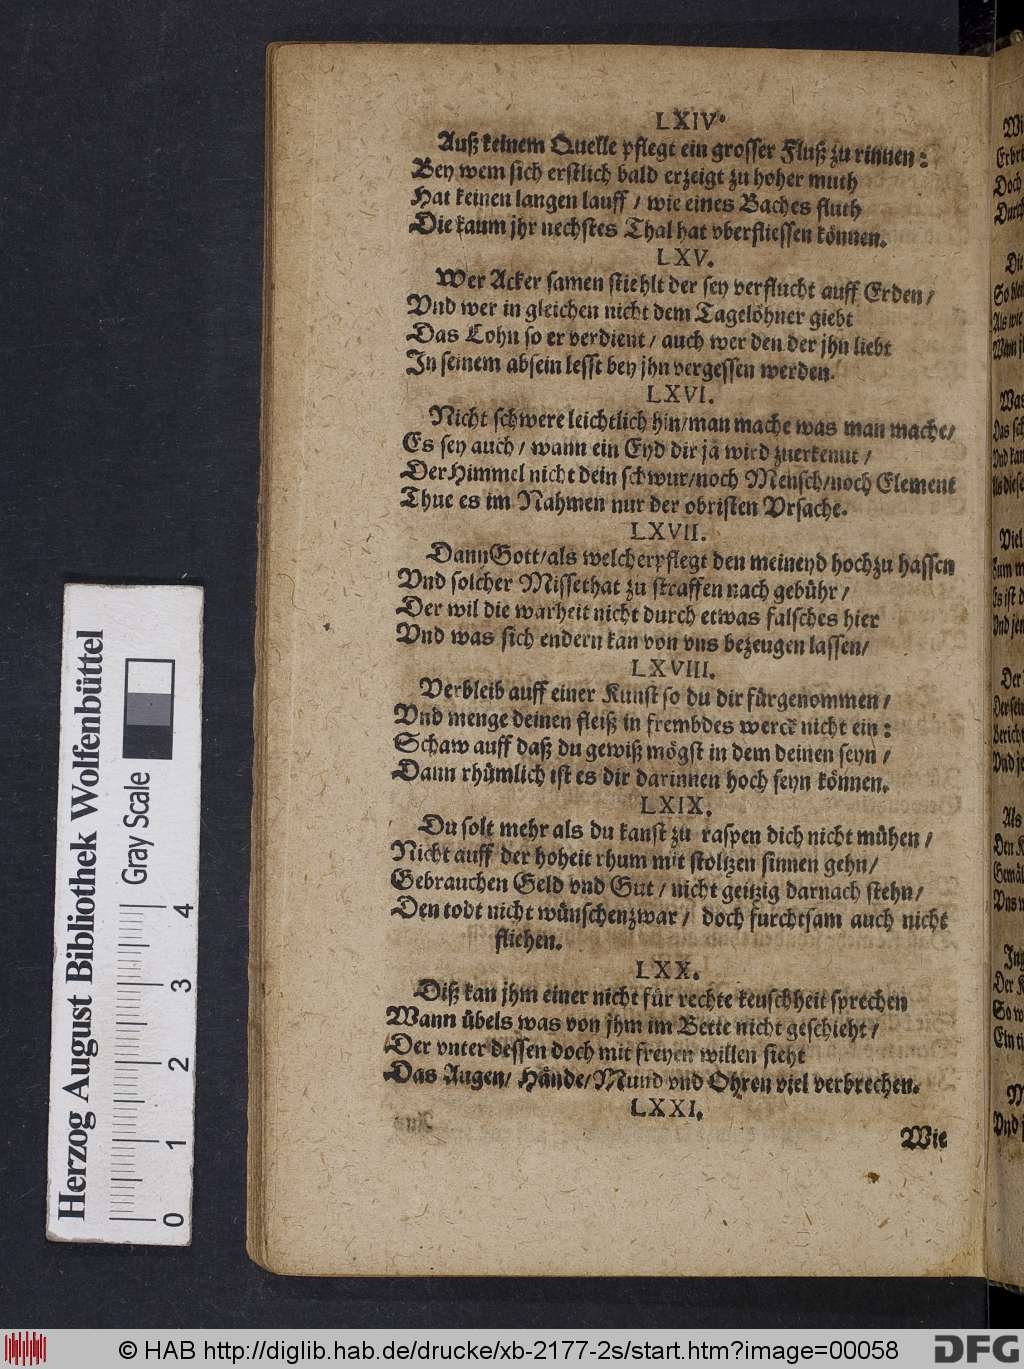 LXIV.
Auß keinem Quelle pflegt ein grosser Fluß zu rinnen:
Bey wem sich erstlich bald erzeigt zu hoher muth
Hat keinen langen lauff / wie eines Baches fluth
Die kaum jhr nechstes Thal hat vberfliessen können.
LXV.
Wer Acker samen stiehlt der sey verflucht auff Erden /
Vnd wer in gleichen nicht dem Tagelöhner giebt
Das Lohn so er verdient / auch wer den der jhn liebt
In seinem absein lesst bey jhn vergessen werden.
LXVI.
Nicht schwere leichtlich hin/man mache was man mache/
Es sey auch / wann ein Eyd dir ja wird zuerkennt /
Der Himmel nicht dein schwur/noch Mensch/noch Element
Thue es im Nahmen nur der obristen Vrsache.
LXVII.
Dann Gott/als welcher pflegt den meineyd hoch zu hassen
Vnd solcher Missethat zu straffen nach gebühr /
Der wil die warheit nicht durch etwas falsches hier
Vnd was sich endern kan von vns bezeugen lassen/
LXVIII.
Verbleib auff einer Kunst so du dir fürgenommen /
Vnd menge deinen fleiß in frembdes werck nicht ein:
Schaw auff daß du gewiß mögst in dem deinen seyn /
Dann rhümlich ist es dir darinnen hoch seyn können.
LXIX.
Du solt mehr als du kanst zu raspen dich nicht mühen /
Nicht auff der hoheit rhum mit stoltzen sinnen gehn/
Gebrauchen Geld vnd Gut / nicht geitzig darnach stehn/
Den todt nicht wünschen zwar / doch furchtsam auch nicht
fliehen.
LXX.
Diß kan jhm einer nicht für rechte keuschheit sprechen
Wann übels was von jhm im Bette nicht geschieht /
Der vnter dessen doch mit freyen willen sieht
Das Augen/ Hände/ Mund vnd Ohren viel verbrechen.
LXXI.
Wie
Herzog August Bibliothek Wolfenbüttel
Gray Scale
0 1 2 3 4
© HAB http://diglib.hab.de/drucke/xb-2177-2s/start.htm?image=00058
DFG